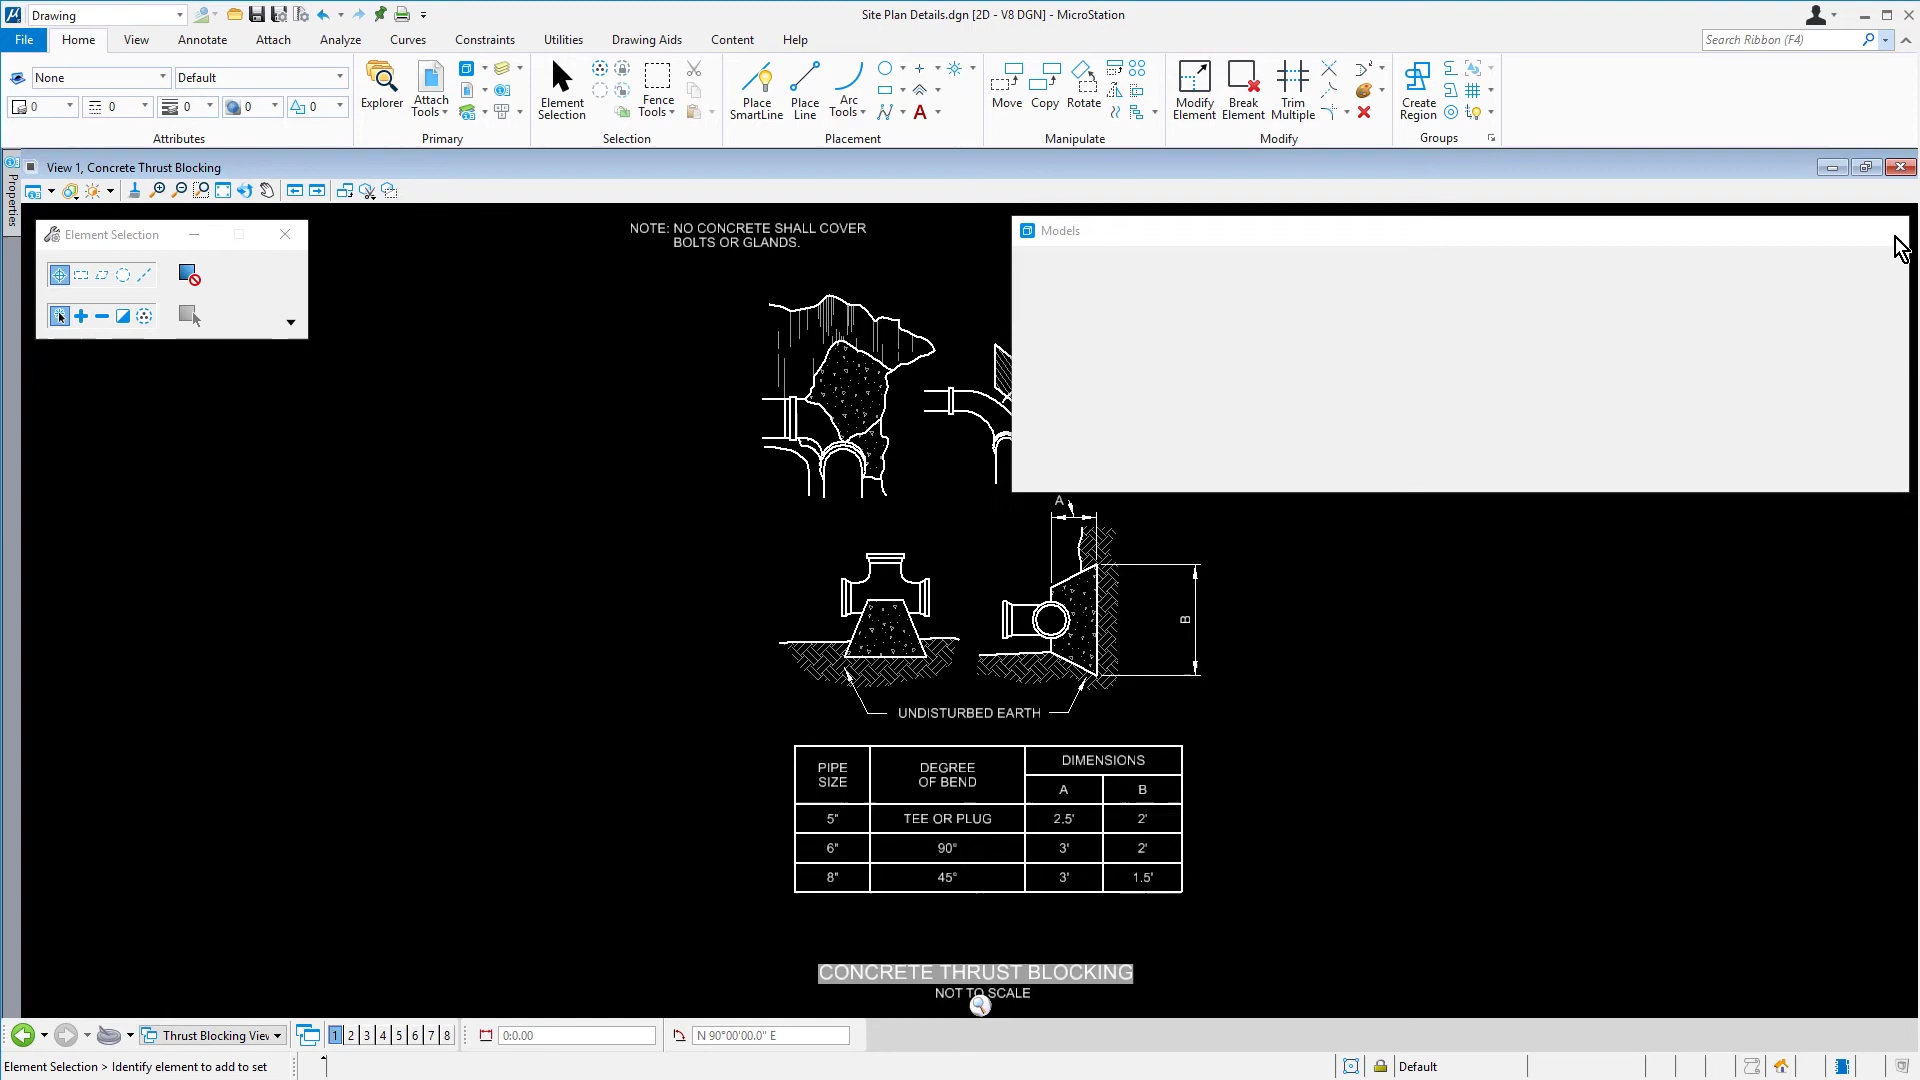 Drawing
Site Plan Details.dgn [2D - V8 DGN] - MicroStation
File
Home
View
Annotate
Attach
Analyze
Curves
Constraints
Utilities
Drawing Aids
Content
Help
Search Ribbon (F4)
None
Default
0
0
0
0
0
Attributes
Explorer
Attach Tools
Primary
Element Selection
Fence Tools
Selection
Place SmartLine
Place Line
Arc Tools
Placement
Move
Copy
Rotate
Manipulate
Modify Element
Break Element
Trim Multiple
Modify
Create Region
Groups
View 1, Concrete Thrust Blocking
Properties
Element Selection
NOTE: NO CONCRETE SHALL COVER
BOLTS OR GLANDS.
Models
A
B
UNDISTURBED EARTH
PIPE SIZE
DEGREE OF BEND
DIMENSIONS
A
B
5"
TEE OR PLUG
2.5'
2'
6"
90°
3'
2'
8"
45°
3'
1.5'
CONCRETE THRUST BLOCKING
NOT TO SCALE
Thrust Blocking View
1 2 3 4 5 6 7 8
0:0.00
N 90°00'00.0" E
Element Selection > Identify element to add to set
Default